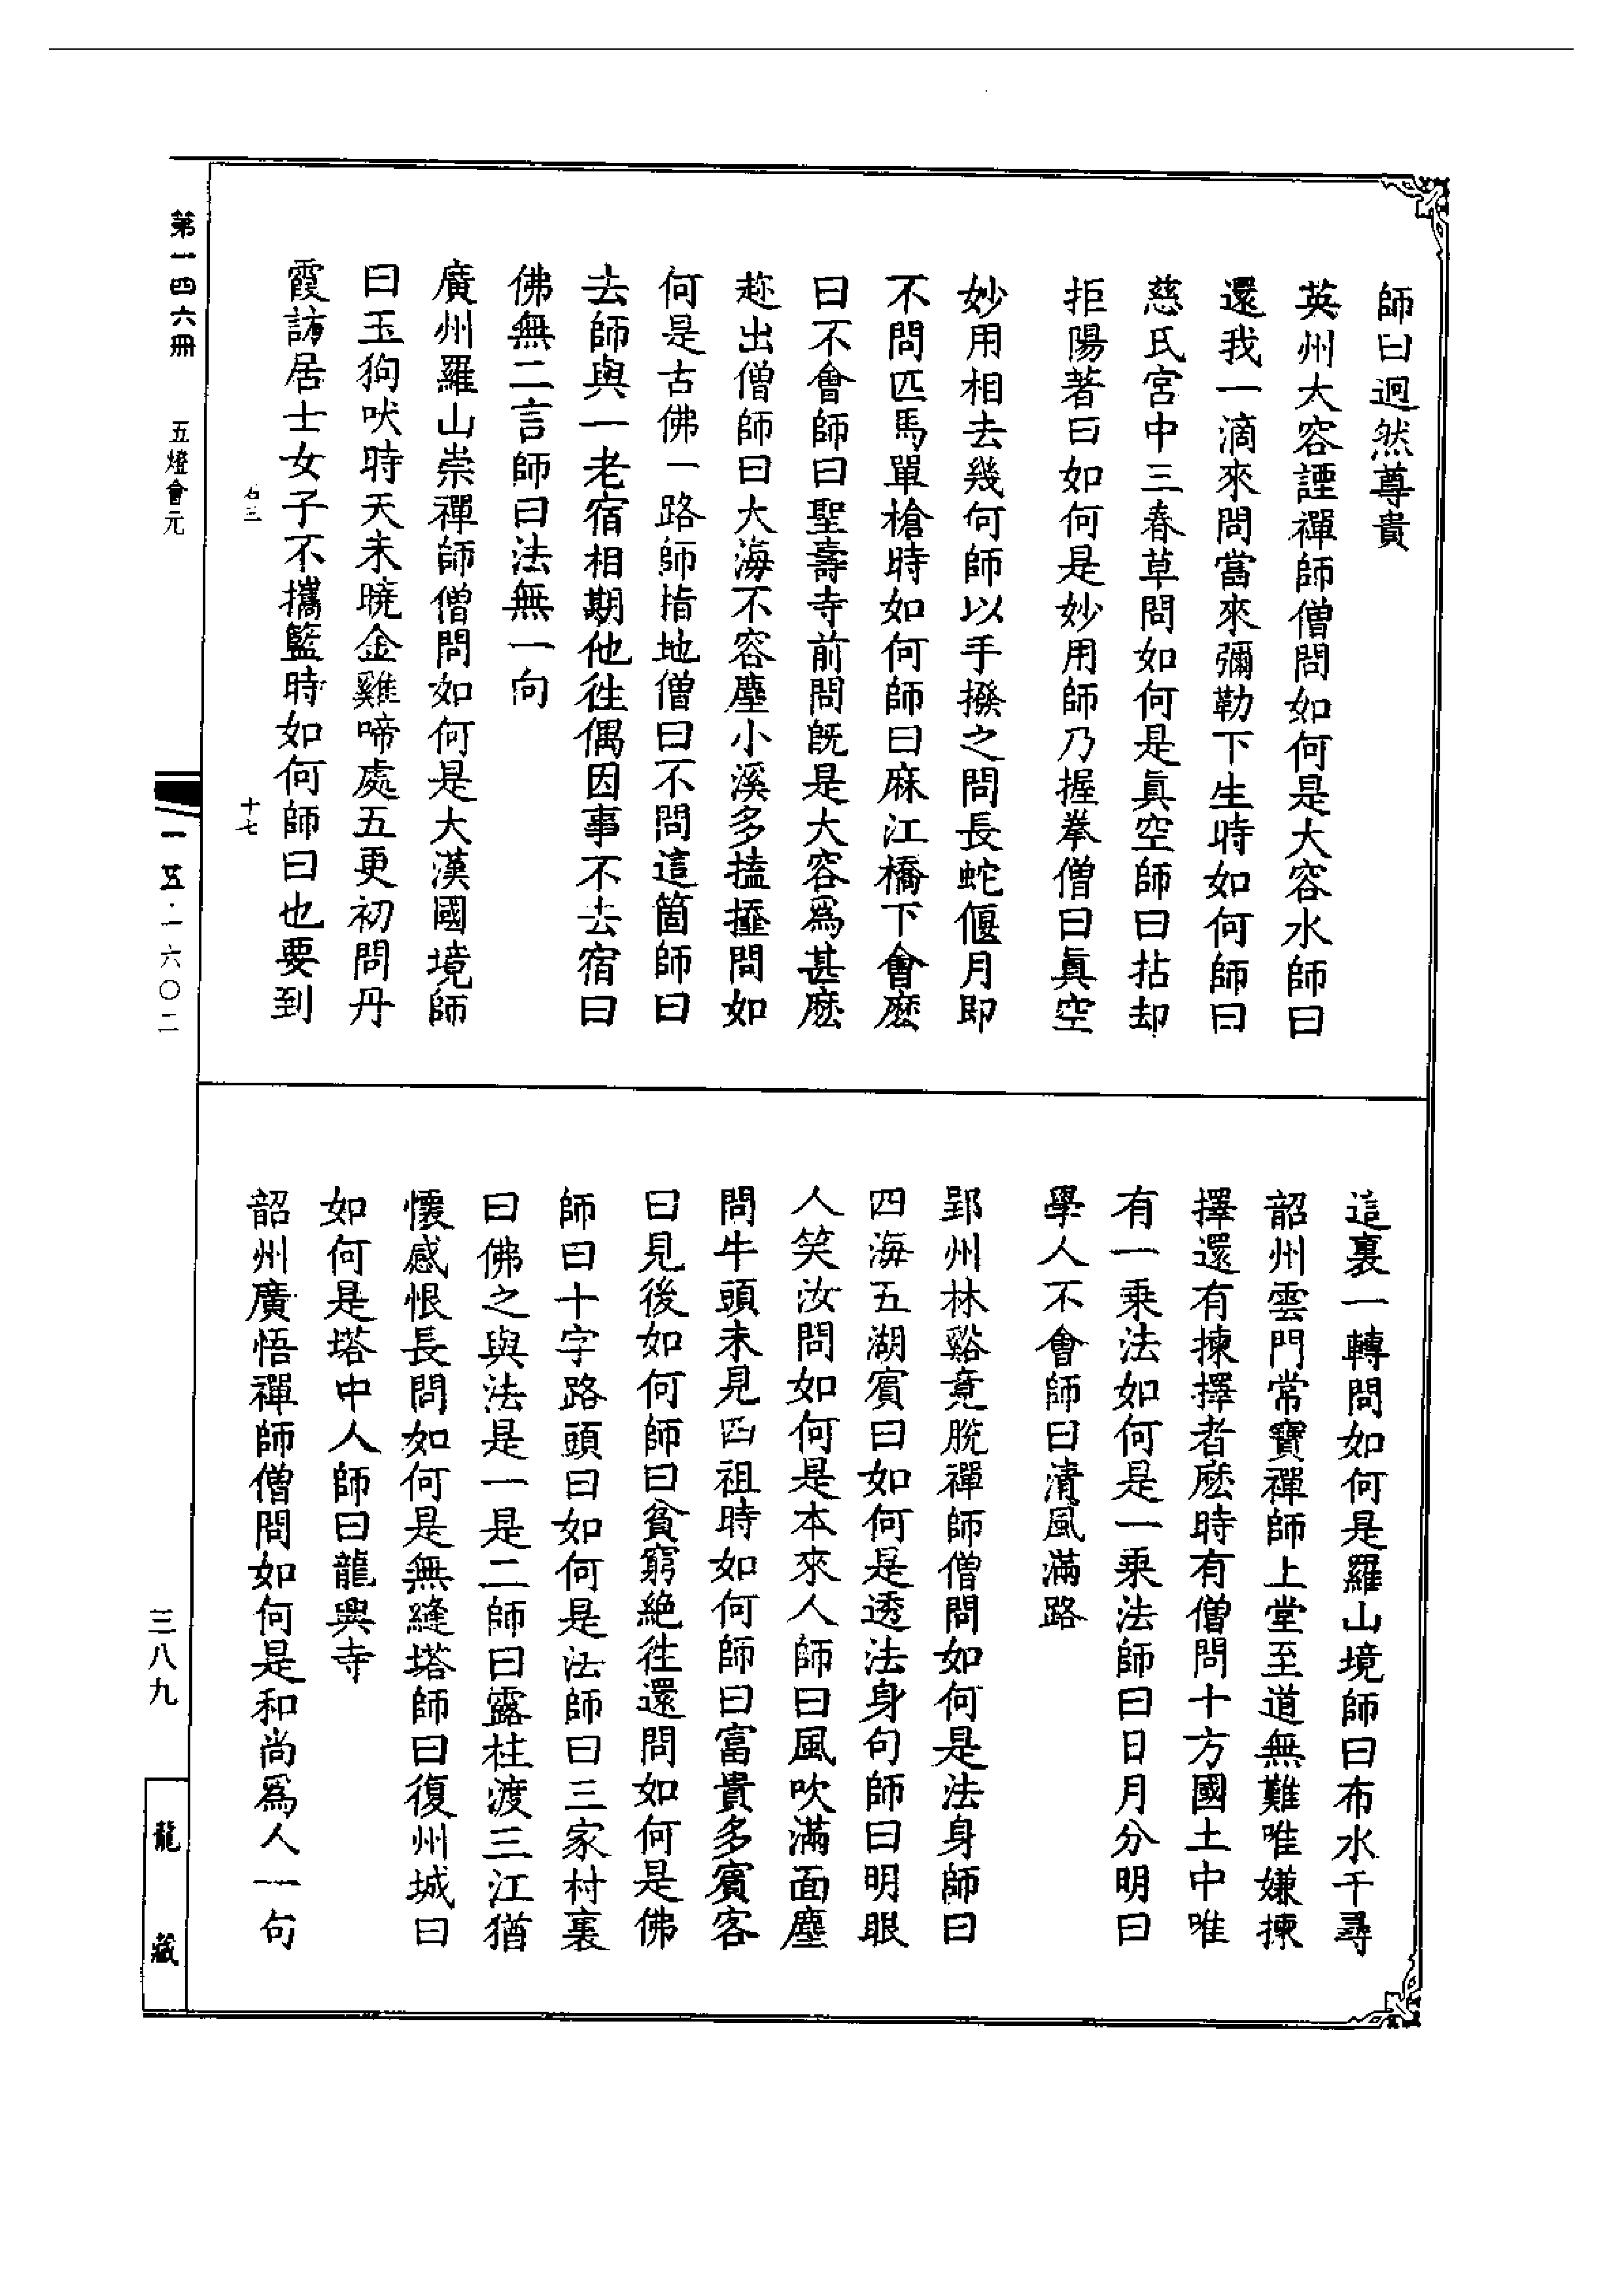 師曰迥然尊貴
英州大容諲禪師僧問如何是大容水師曰
還我一滴來問當來彌勒下生時如何師曰
慈氏宮中三春草問如何是眞空師曰拈却
拒陽著曰如何是妙用師乃握拳僧曰眞空
妙用相去幾何師以手撥之問長蛇偃月即
不問匹馬單槍時如何師曰麻江橋下會麽
曰不會師曰聖壽寺前問旣是大容爲甚麽
趂出僧師曰大海不容塵小溪多搕𢶍問如
何是古佛一路師指地僧曰不問這箇師曰
去師與一老宿相期他徃偶因事不去宿曰
佛無二言師曰法無一向
廣州羅山崇禪師僧問如何是大漢國境師
曰玉狗吠時天未曉金雞啼處五更初問丹
霞訪居士女子不攜籃時如何師曰也要到
這裏一轉問如何是羅山境師曰布水千尋
韶州雲門常寶禪師上堂至道無難唯嫌揀
擇還有揀擇者麽時有僧問十方國土中唯
有一乘法如何是一乘法師曰日月分明曰
學人不會師曰清風滿路
郢州林谿竟脫禪師僧問如何是法身師曰
四海五湖賔曰如何是透法身句師曰明眼
人笑汝問如何是本來人師曰風吹滿面塵
問牛頭未見四祖時如何師曰富貴多賔客
曰見後如何師曰貧窮絶徃還問如何是佛
師曰十字路頭曰如何是法師曰三家村裏
曰佛之與法是一是二師曰露柱渡三江猶
懷感恨長問如何是無縫塔師曰復州城曰
如何是塔中人師曰龍興寺
韶州廣悟禪師僧問如何是和尚爲人一句
第一四六冊　五燈會元
石三　十七
一五五·一六〇二
三八九
龍藏